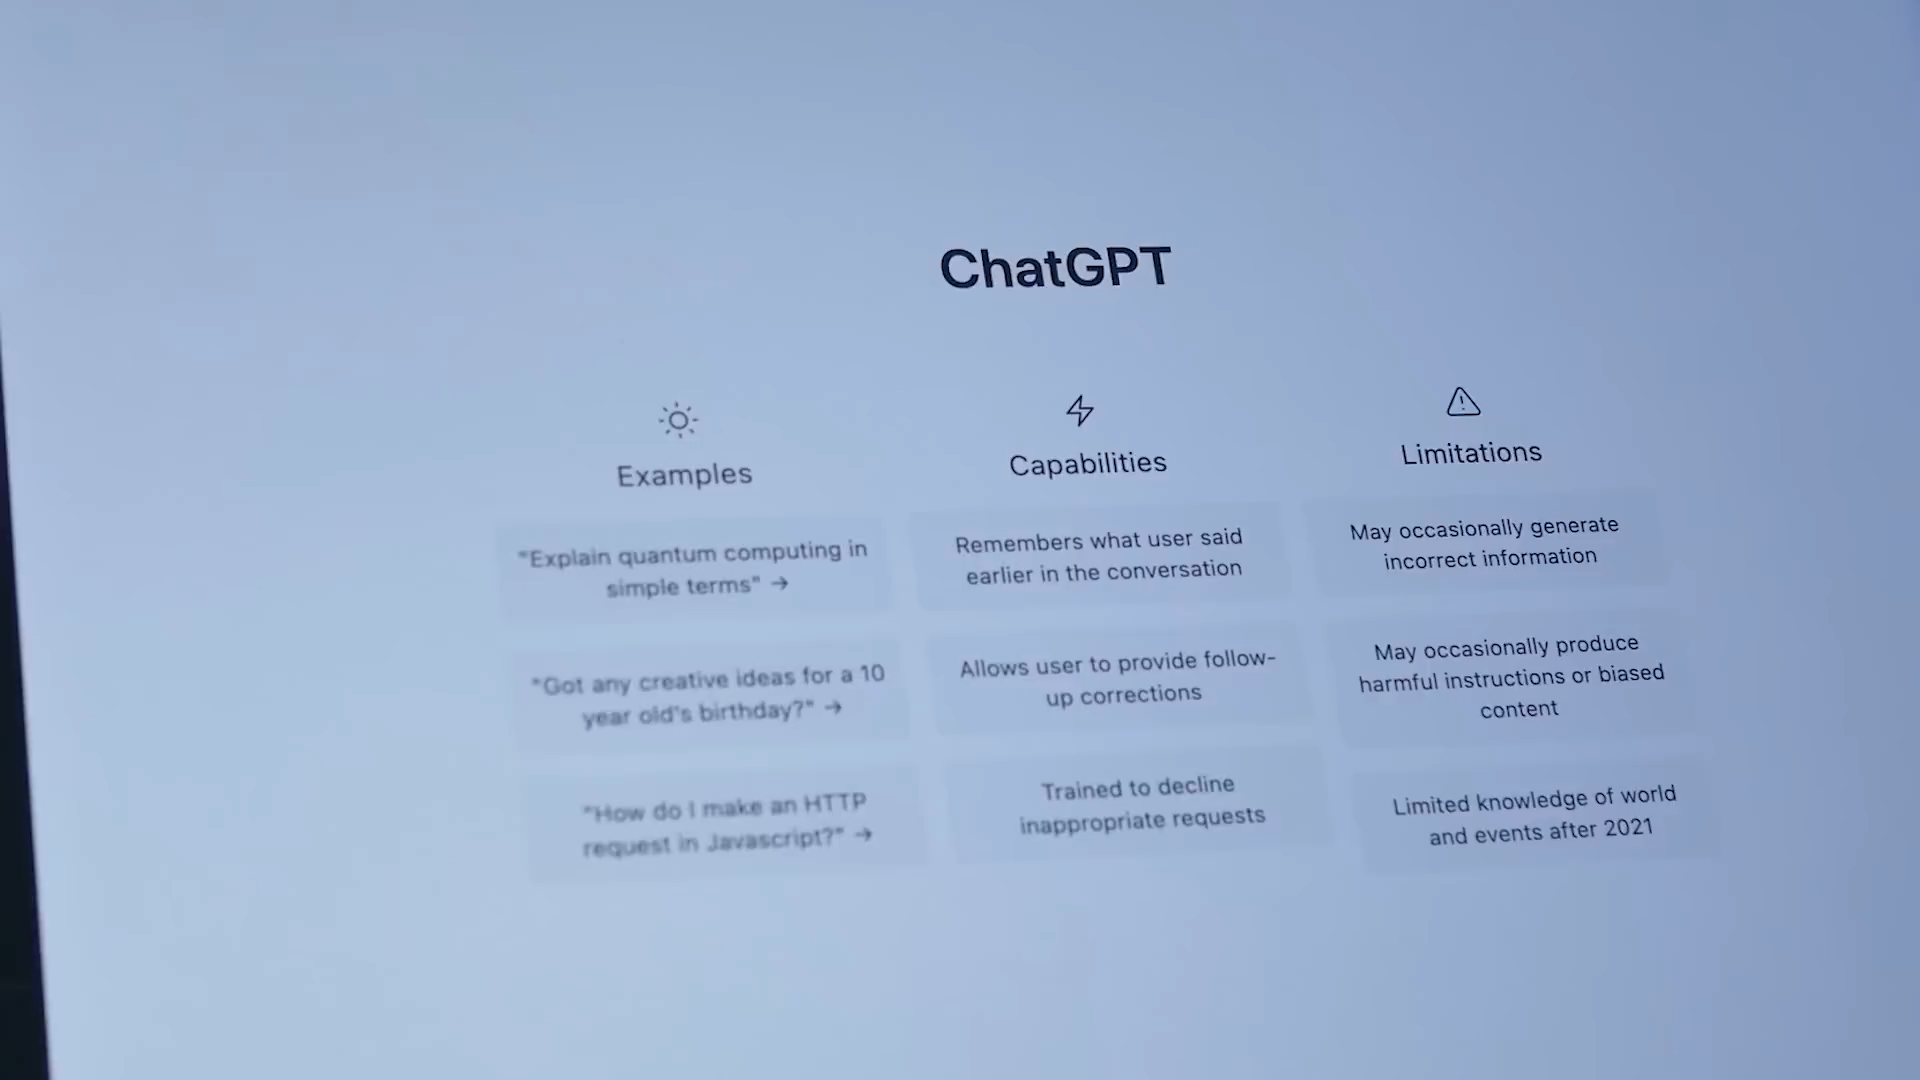 ChatGPT
Examples
"Explain quantum computing in
simple terms" →
"Got any creative ideas for a 10
year old's birthday?" →
"How do I make an HTTP
request in Javascript?" →
Capabilities
Remembers what user said
earlier in the conversation
Allows user to provide follow-
up corrections
Trained to decline
inappropriate requests
Limitations
May occasionally generate
incorrect information
May occasionally produce
harmful instructions or biased
content
Limited knowledge of world
and events after 2021